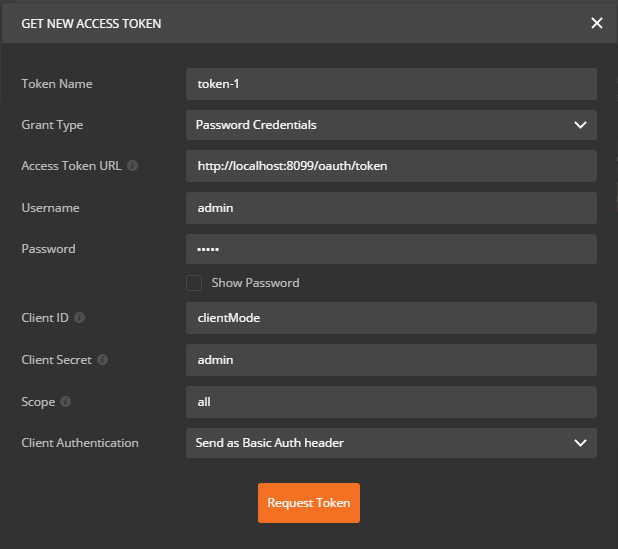 GET NEW ACCESS TOKEN
Token Name
token-1
Grant Type
Password Credentials
Access Token URL
http://localhost:8099/oauth/token
Username
admin
Password
•••••
Show Password
Client ID
clientMode
Client Secret
admin
Scope
all
Client Authentication
Send as Basic Auth header
Request Token